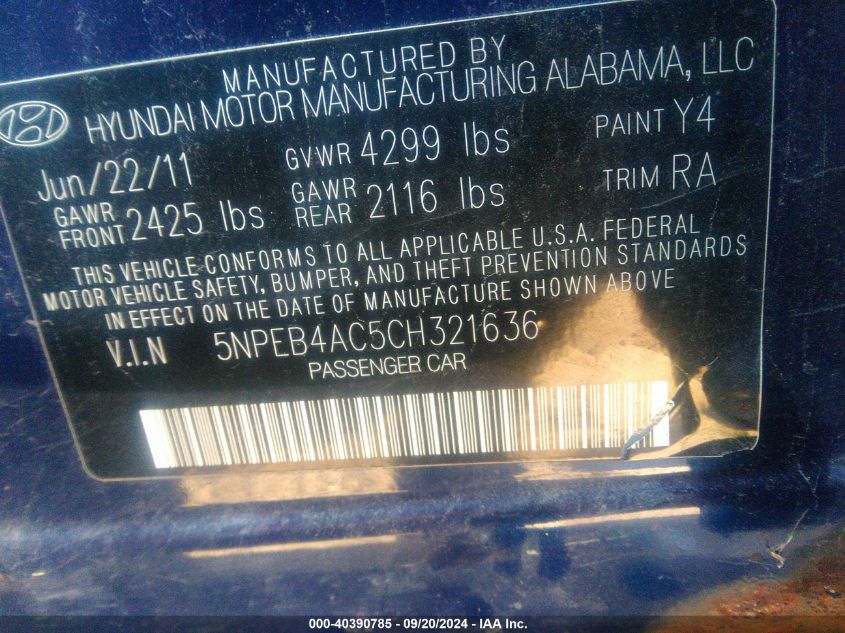 MANUFACTURED BY
HYUNDAI MOTOR MANUFACTURING ALABAMA, LLC
Jun/22/11 GVWR 4299 lbs PAINT Y4
GAWR FRONT 2425 lbs GAWR REAR 2116 lbs TRIM RA
THIS VEHICLE CONFORMS TO ALL APPLICABLE U.S.A. FEDERAL
MOTOR VEHICLE SAFETY, BUMPER, AND THEFT PREVENTION STANDARDS
IN EFFECT ON THE DATE OF MANUFACTURE SHOWN ABOVE
V.I.N 5NPEB4AC5CH321636
PASSENGER CAR
000-40390785 - 09/20/2024 - IAA Inc.